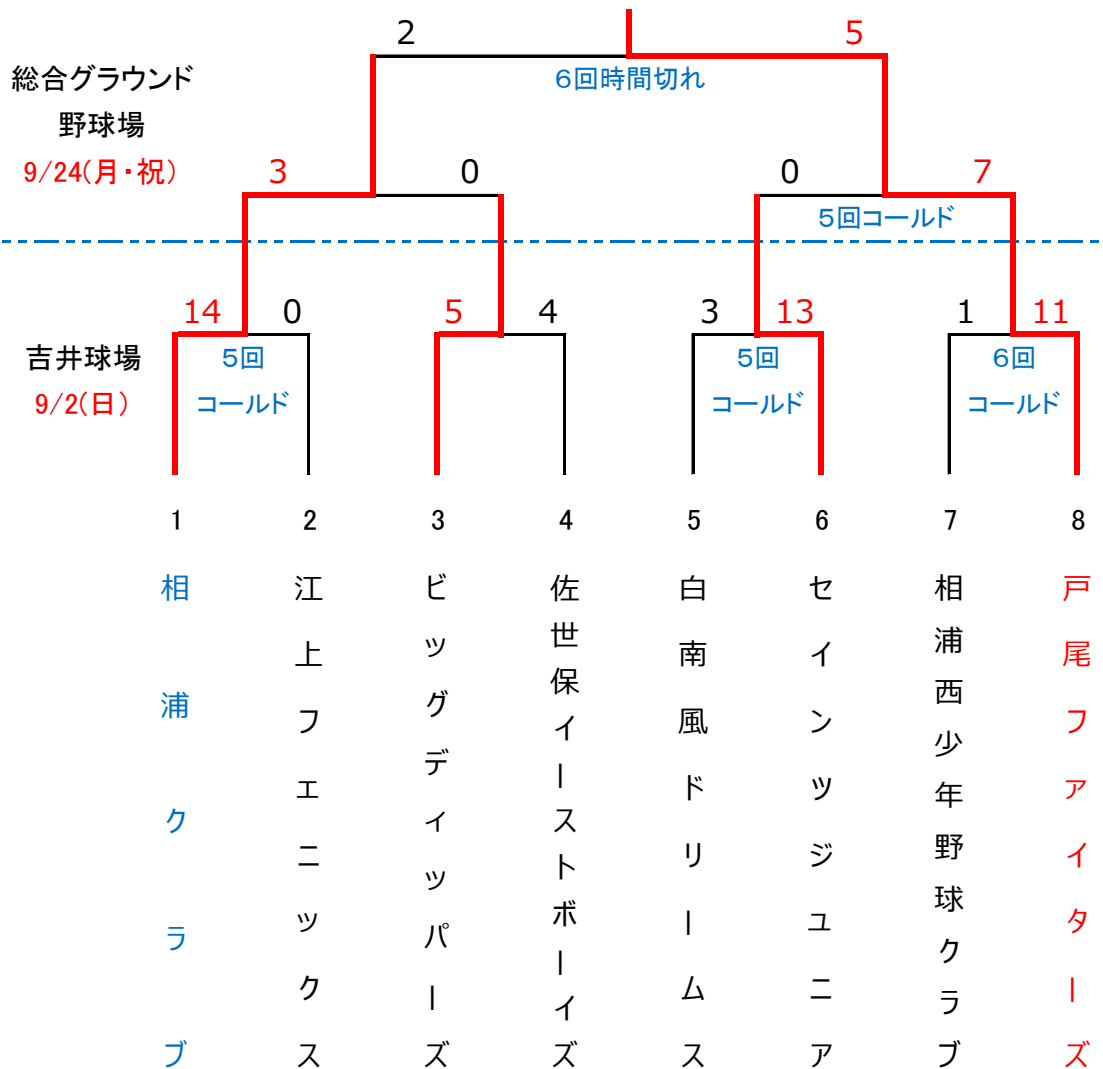 2
5
総合グラウンド
6回時間切れ
野球場
9/24(月・祝)
3
0
0
7
5回コールド
14
0
5
4
3
13
1
11
吉井球場
9/2(日)
5回
コールド
5回
コールド
6回
コールド
1
2
3
4
5
6
7
8
相浦クラブ
江上フェニックス
ビッグディッパーズ
佐世保イーストボーイズ
白南風ドリームス
セインツジュニア
相浦西少年野球クラブ
戸尾ファイターズ